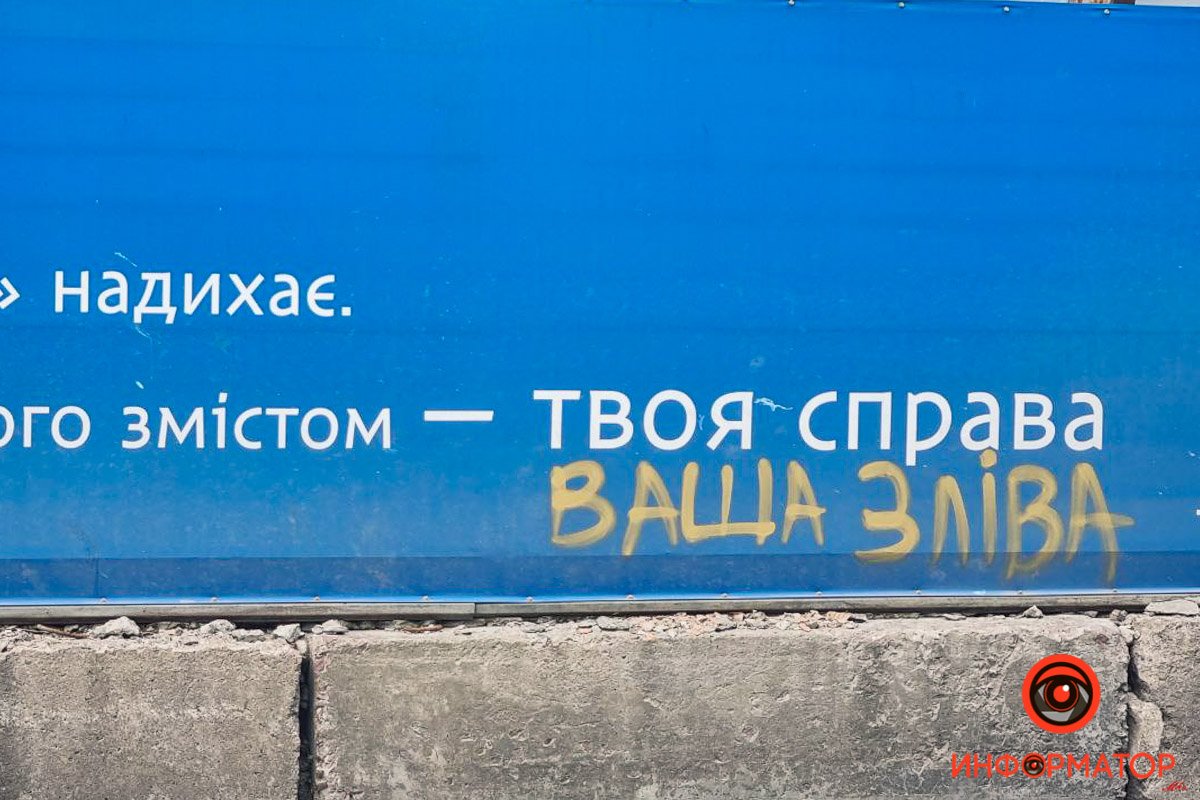 » надихає.
ого змістом — твоя справа
ВАША ЗЛІВА
ИНФОРМАТОР